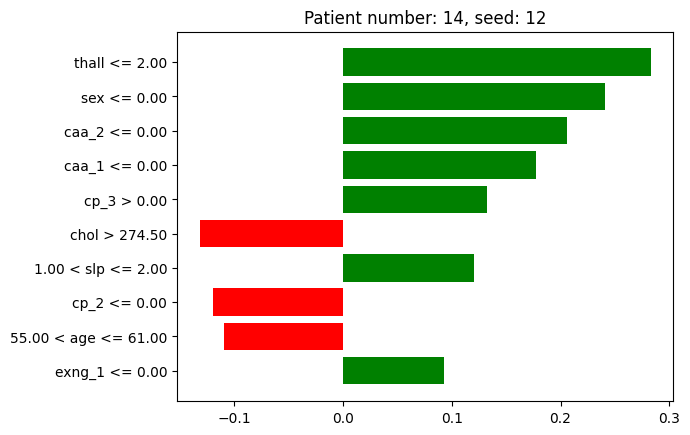 Patient number: 14, seed: 12
thall <= 2.00
sex <= 0.00
caa_2 <= 0.00
caa_1 <= 0.00
cp_3 > 0.00
chol > 274.50
1.00 < slp <= 2.00
cp_2 <= 0.00
55.00 < age <= 61.00
exng_1 <= 0.00
−0.1 0.0 0.1 0.2 0.3